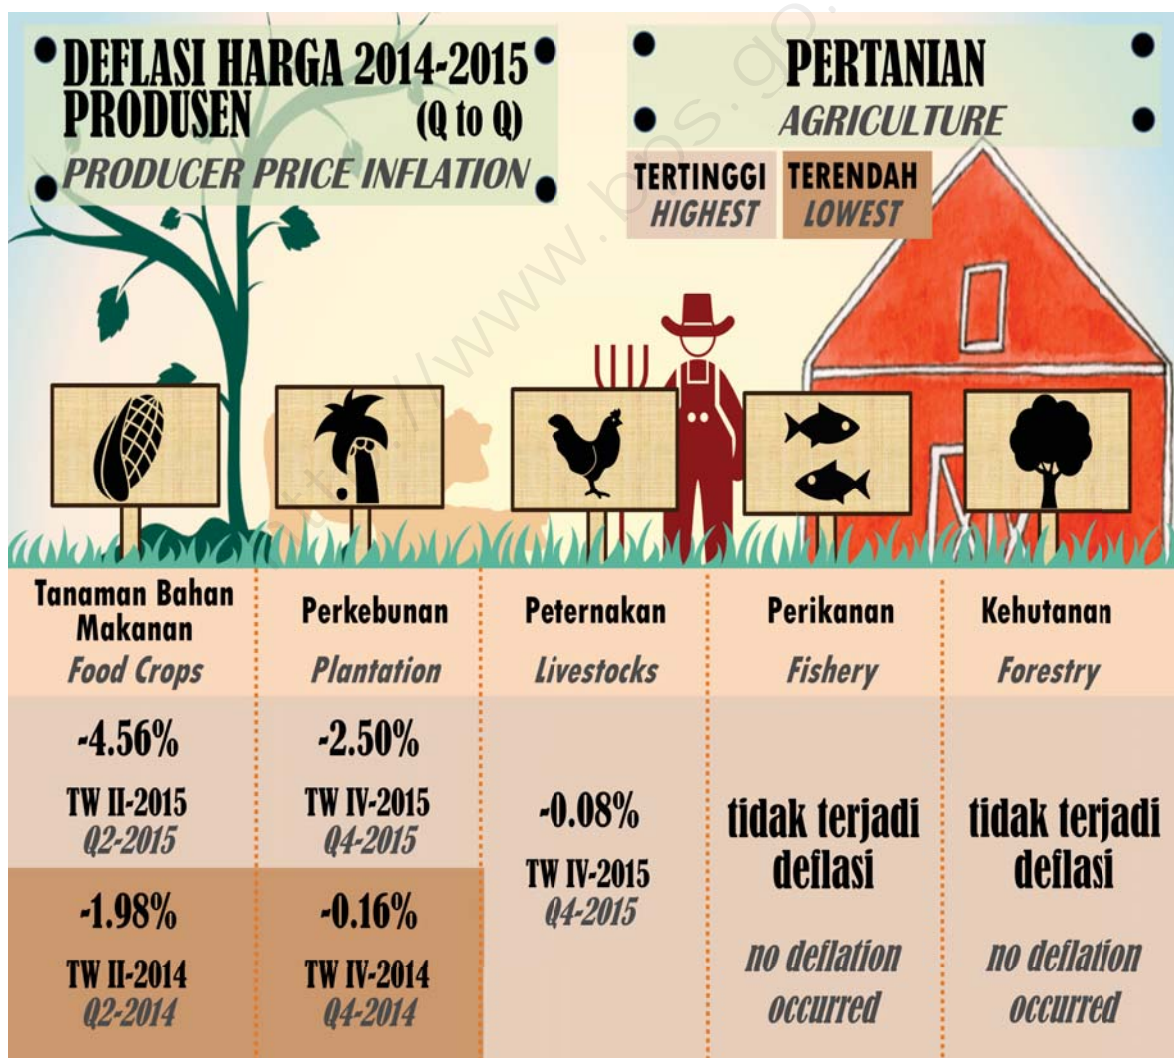 DEFLASI HARGA 2014-2015
PRODUSEN (Q to Q)
PRODUCER PRICE INFLATION
PERTANIAN
AGRICULTURE
TERTINGGI
HIGHEST
TERENDAH
LOWEST
Tanaman Bahan
Makanan
Food Crops
-4.56%
TW II-2015
Q2-2015
-1.98%
TW II-2014
Q2-2014
Perkebunan
Plantation
-2.50%
TW IV-2015
Q4-2015
-0.16%
TW IV-2014
Q4-2014
Peternakan
Livestocks
-0.08%
TW IV-2015
Q4-2015
Perikanan
Fishery
tidak terjadi
deflasi
no deflation
occurred
Kehutanan
Forestry
tidak terjadi
deflasi
no deflation
occurred